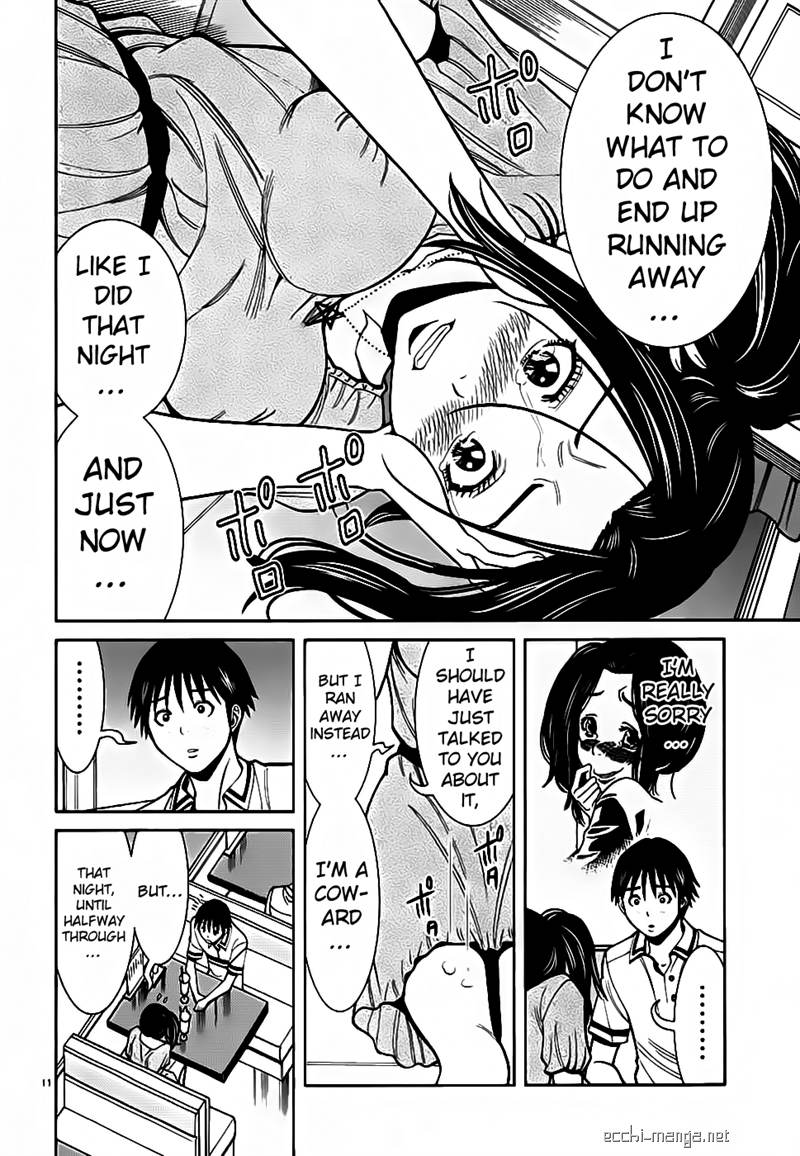 I
DON'T
KNOW
WHAT TO
DO AND
END UP
RUNNING
AWAY
...
ポロ
LIKE I
DID
THAT
NIGHT
...
AND
JUST
NOW
...
ポロ
ポロ
I'M
REALLY
SORRY
...
........
I
SHOULD
HAVE
JUST
TALKED
TO YOU
ABOUT
IT,
BUT I
RAN
AWAY
INSTEAD
...
I'M A
COW-
ARD
...
ポタ
ポタ
........
BUT...
THAT
NIGHT,
UNTIL
HALFWAY
THROUGH
...
11
ecchi-manga.net